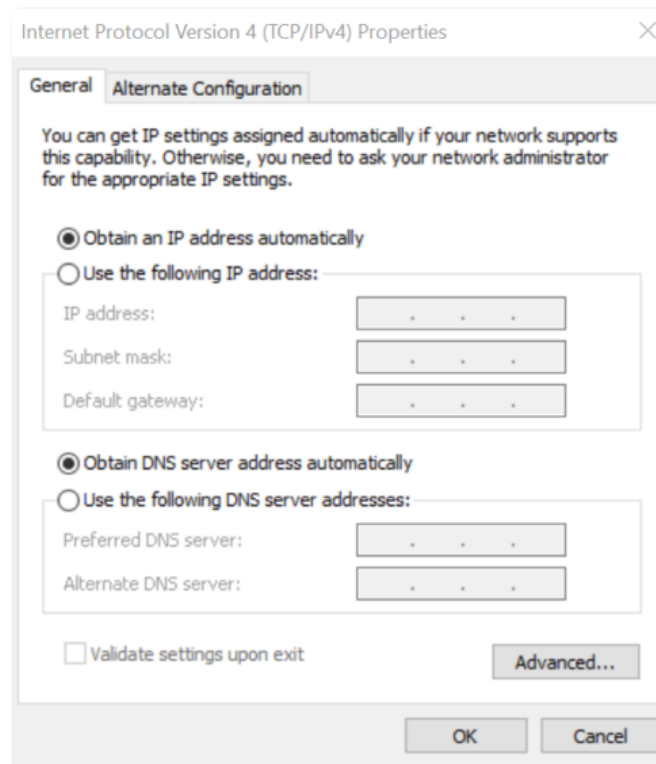 Internet Protocol Version 4 (TCP/IPv4) Properties
General
Alternate Configuration
You can get IP settings assigned automatically if your network supports
this capability. Otherwise, you need to ask your network administrator
for the appropriate IP settings.
Obtain an IP address automatically
Use the following IP address:
IP address:
Subnet mask:
Default gateway:
Obtain DNS server address automatically
Use the following DNS server addresses:
Preferred DNS server:
Alternate DNS server:
Validate settings upon exit
Advanced...
OK
Cancel